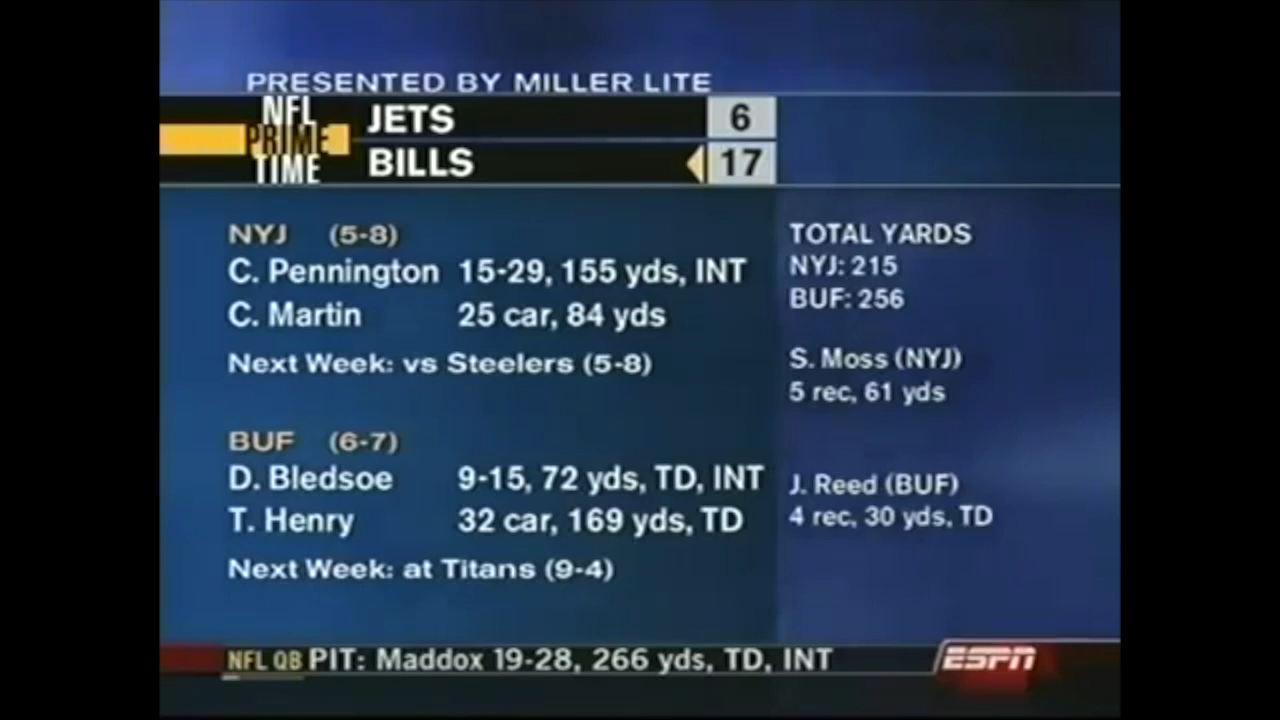 PRESENTED BY MILLER LITE
NFL PRIME TIME
JETS 6
BILLS 17
NYJ (5-8)
C. Pennington 15-29, 155 yds, INT
C. Martin 25 car, 84 yds
Next Week: vs Steelers (5-8)
BUF (6-7)
D. Bledsoe 9-15, 72 yds, TD, INT
T. Henry 32 car, 169 yds, TD
Next Week: at Titans (9-4)
TOTAL YARDS
NYJ: 215
BUF: 256
S. Moss (NYJ)
5 rec, 61 yds
J. Reed (BUF)
4 rec, 30 yds, TD
NFL QB PIT: Maddox 19-28, 266 yds, TD, INT
ESPN